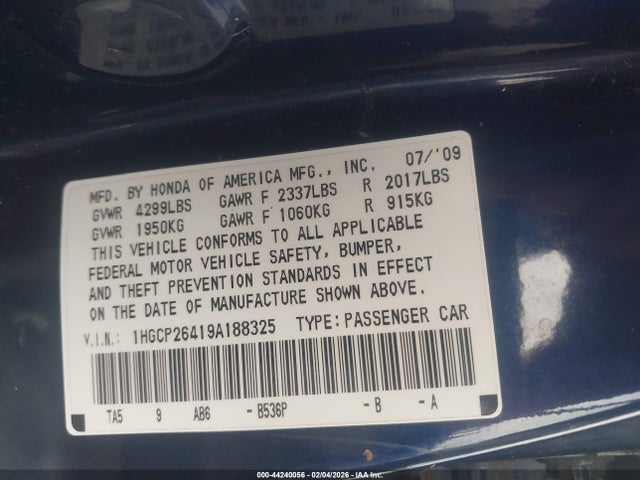 MFD. BY HONDA OF AMERICA MFG., INC. 07/'09
GVWR 4299LBS GAWR F 2337LBS R 2017LBS
GVWR 1950KG GAWR F 1060KG R 915KG
THIS VEHICLE CONFORMS TO ALL APPLICABLE
FEDERAL MOTOR VEHICLE SAFETY, BUMPER,
AND THEFT PREVENTION STANDARDS IN EFFECT
ON THE DATE OF MANUFACTURE SHOWN ABOVE.
V.I.N.: 1HGCP26419A188325 TYPE: PASSENGER CAR
TA5 9 AB6 - B536P - B - A
000-44240056 - 02/04/2026 - IAAI.com